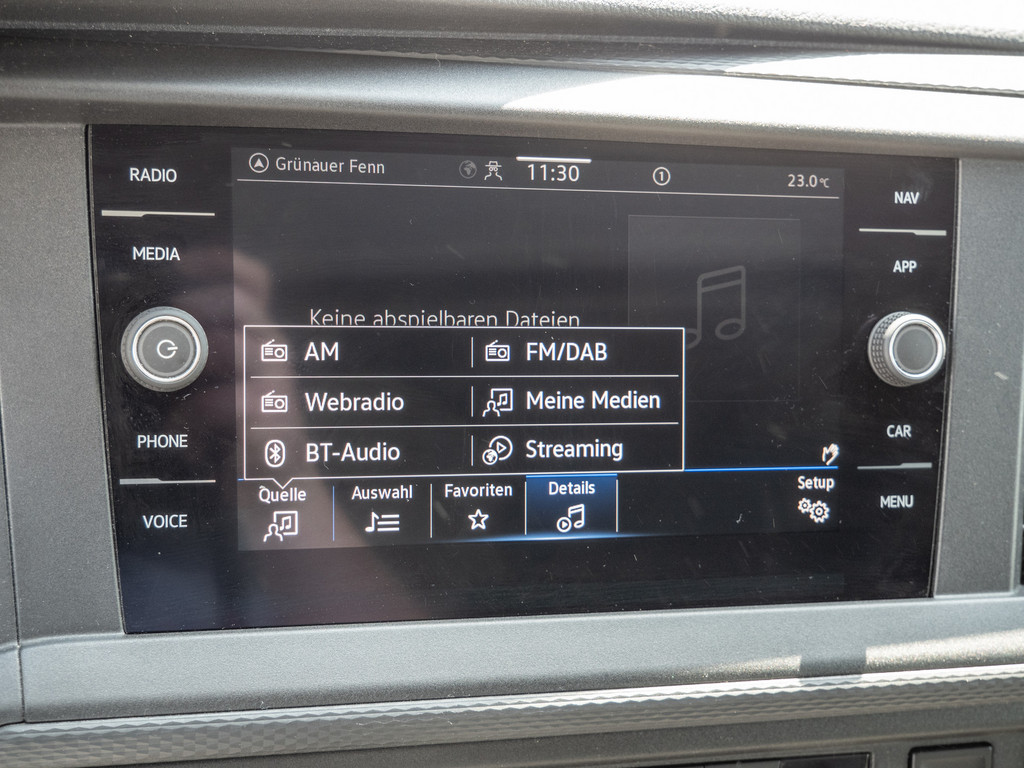 RADIO
MEDIA
PHONE
VOICE
Grünauer Fenn
11:30
1
23.0°C
Keine abspielbaren Dateien
AM
FM/DAB
Webradio
Meine Medien
BT-Audio
Streaming
Quelle
Auswahl
Favoriten
Details
Setup
NAV
APP
CAR
MENU